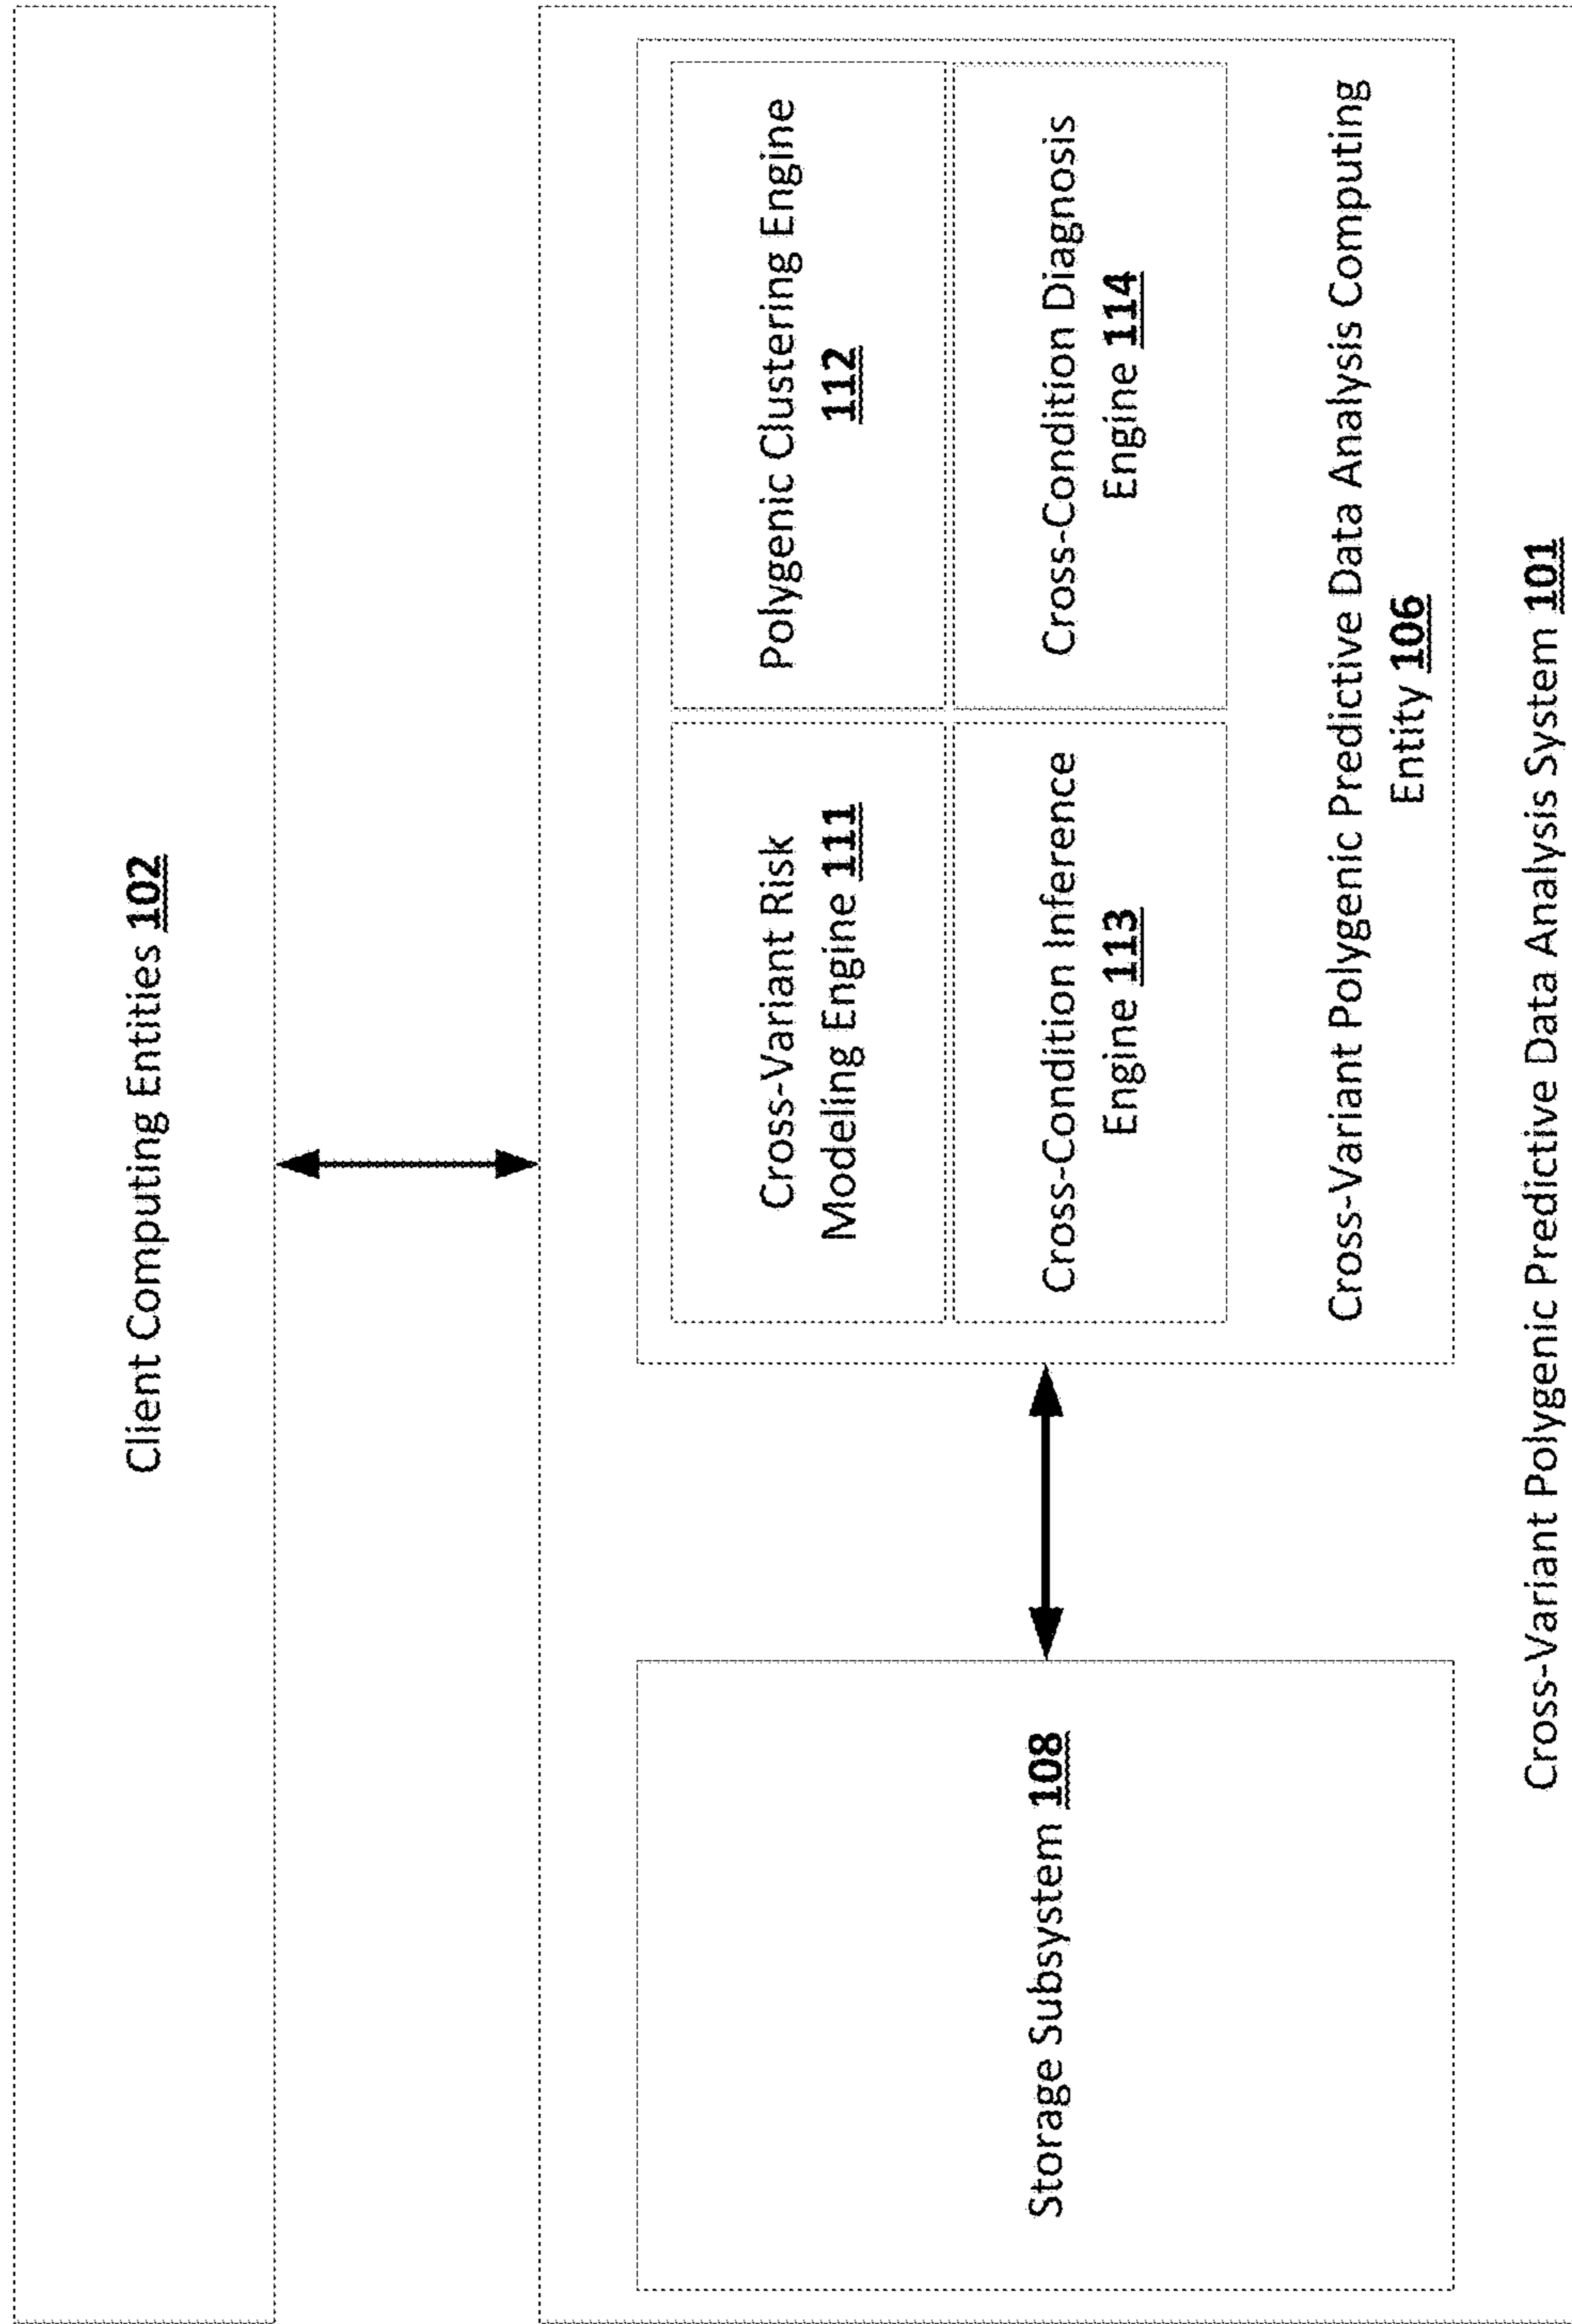 Client Computing Entities 102
Cross-Variant Risk
Modeling Engine 111
Polygenic Clustering Engine
112
Cross-Condition Inference
Engine 113
Cross-Condition Diagnosis
Engine 114
Storage Subsystem 108
Cross-Variant Polygenic Predictive Data Analysis Computing
Entity 106
Cross-Variant Polygenic Predictive Data Analysis System 101